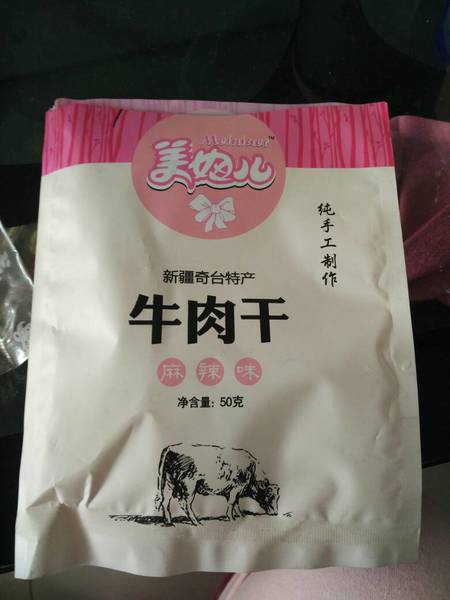 美妞儿
纯手工制作
新疆奇台特产
牛肉干
麻辣味
净含量：50克